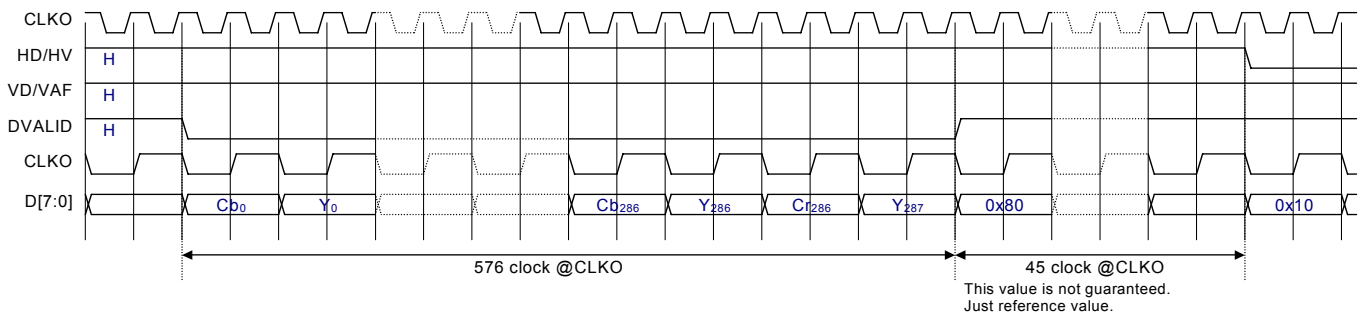 CLKO
HD/HV H
VD/VAF H
DVALID H
CLKO
D[7:0] Cb₀ Y₀ Cb₂₈₆ Y₂₈₆ Cr₂₈₆ Y₂₈₇ 0x80 0x10
576 clock @CLKO 45 clock @CLKO
This value is not guaranteed.
Just reference value.